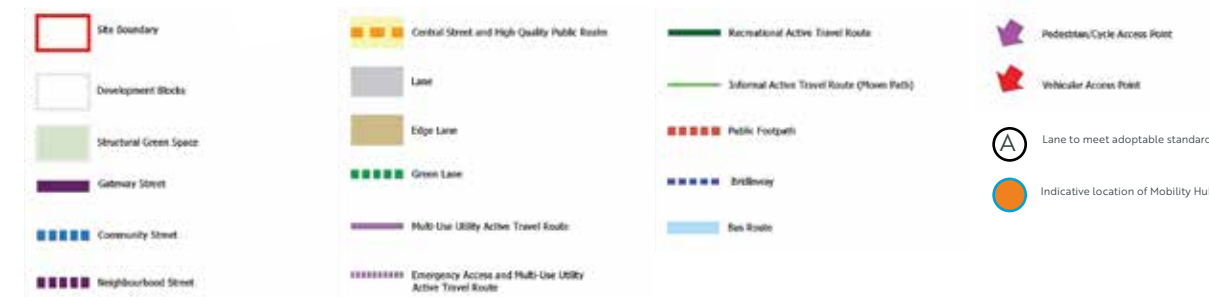 Site Boundary
Development Blocks
Structural Green Space
Gateway Street
Community Street
Neighbourhood Street
Central Street and High Quality Public Realm
Lane
Edge Lane
Green Lane
Multi-Use Utility Active Travel Route
Emergency Access and Multi-Use Utility
Active Travel Route
Recreational Active Travel Route
Informal Active Travel Route (Mown Path)
Public Footpath
Bridleway
Bus Route
Pedestrian/Cycle Access Point
Vehicular Access Point
A
Lane to meet adoptable standard
Indicative location of Mobility Hu